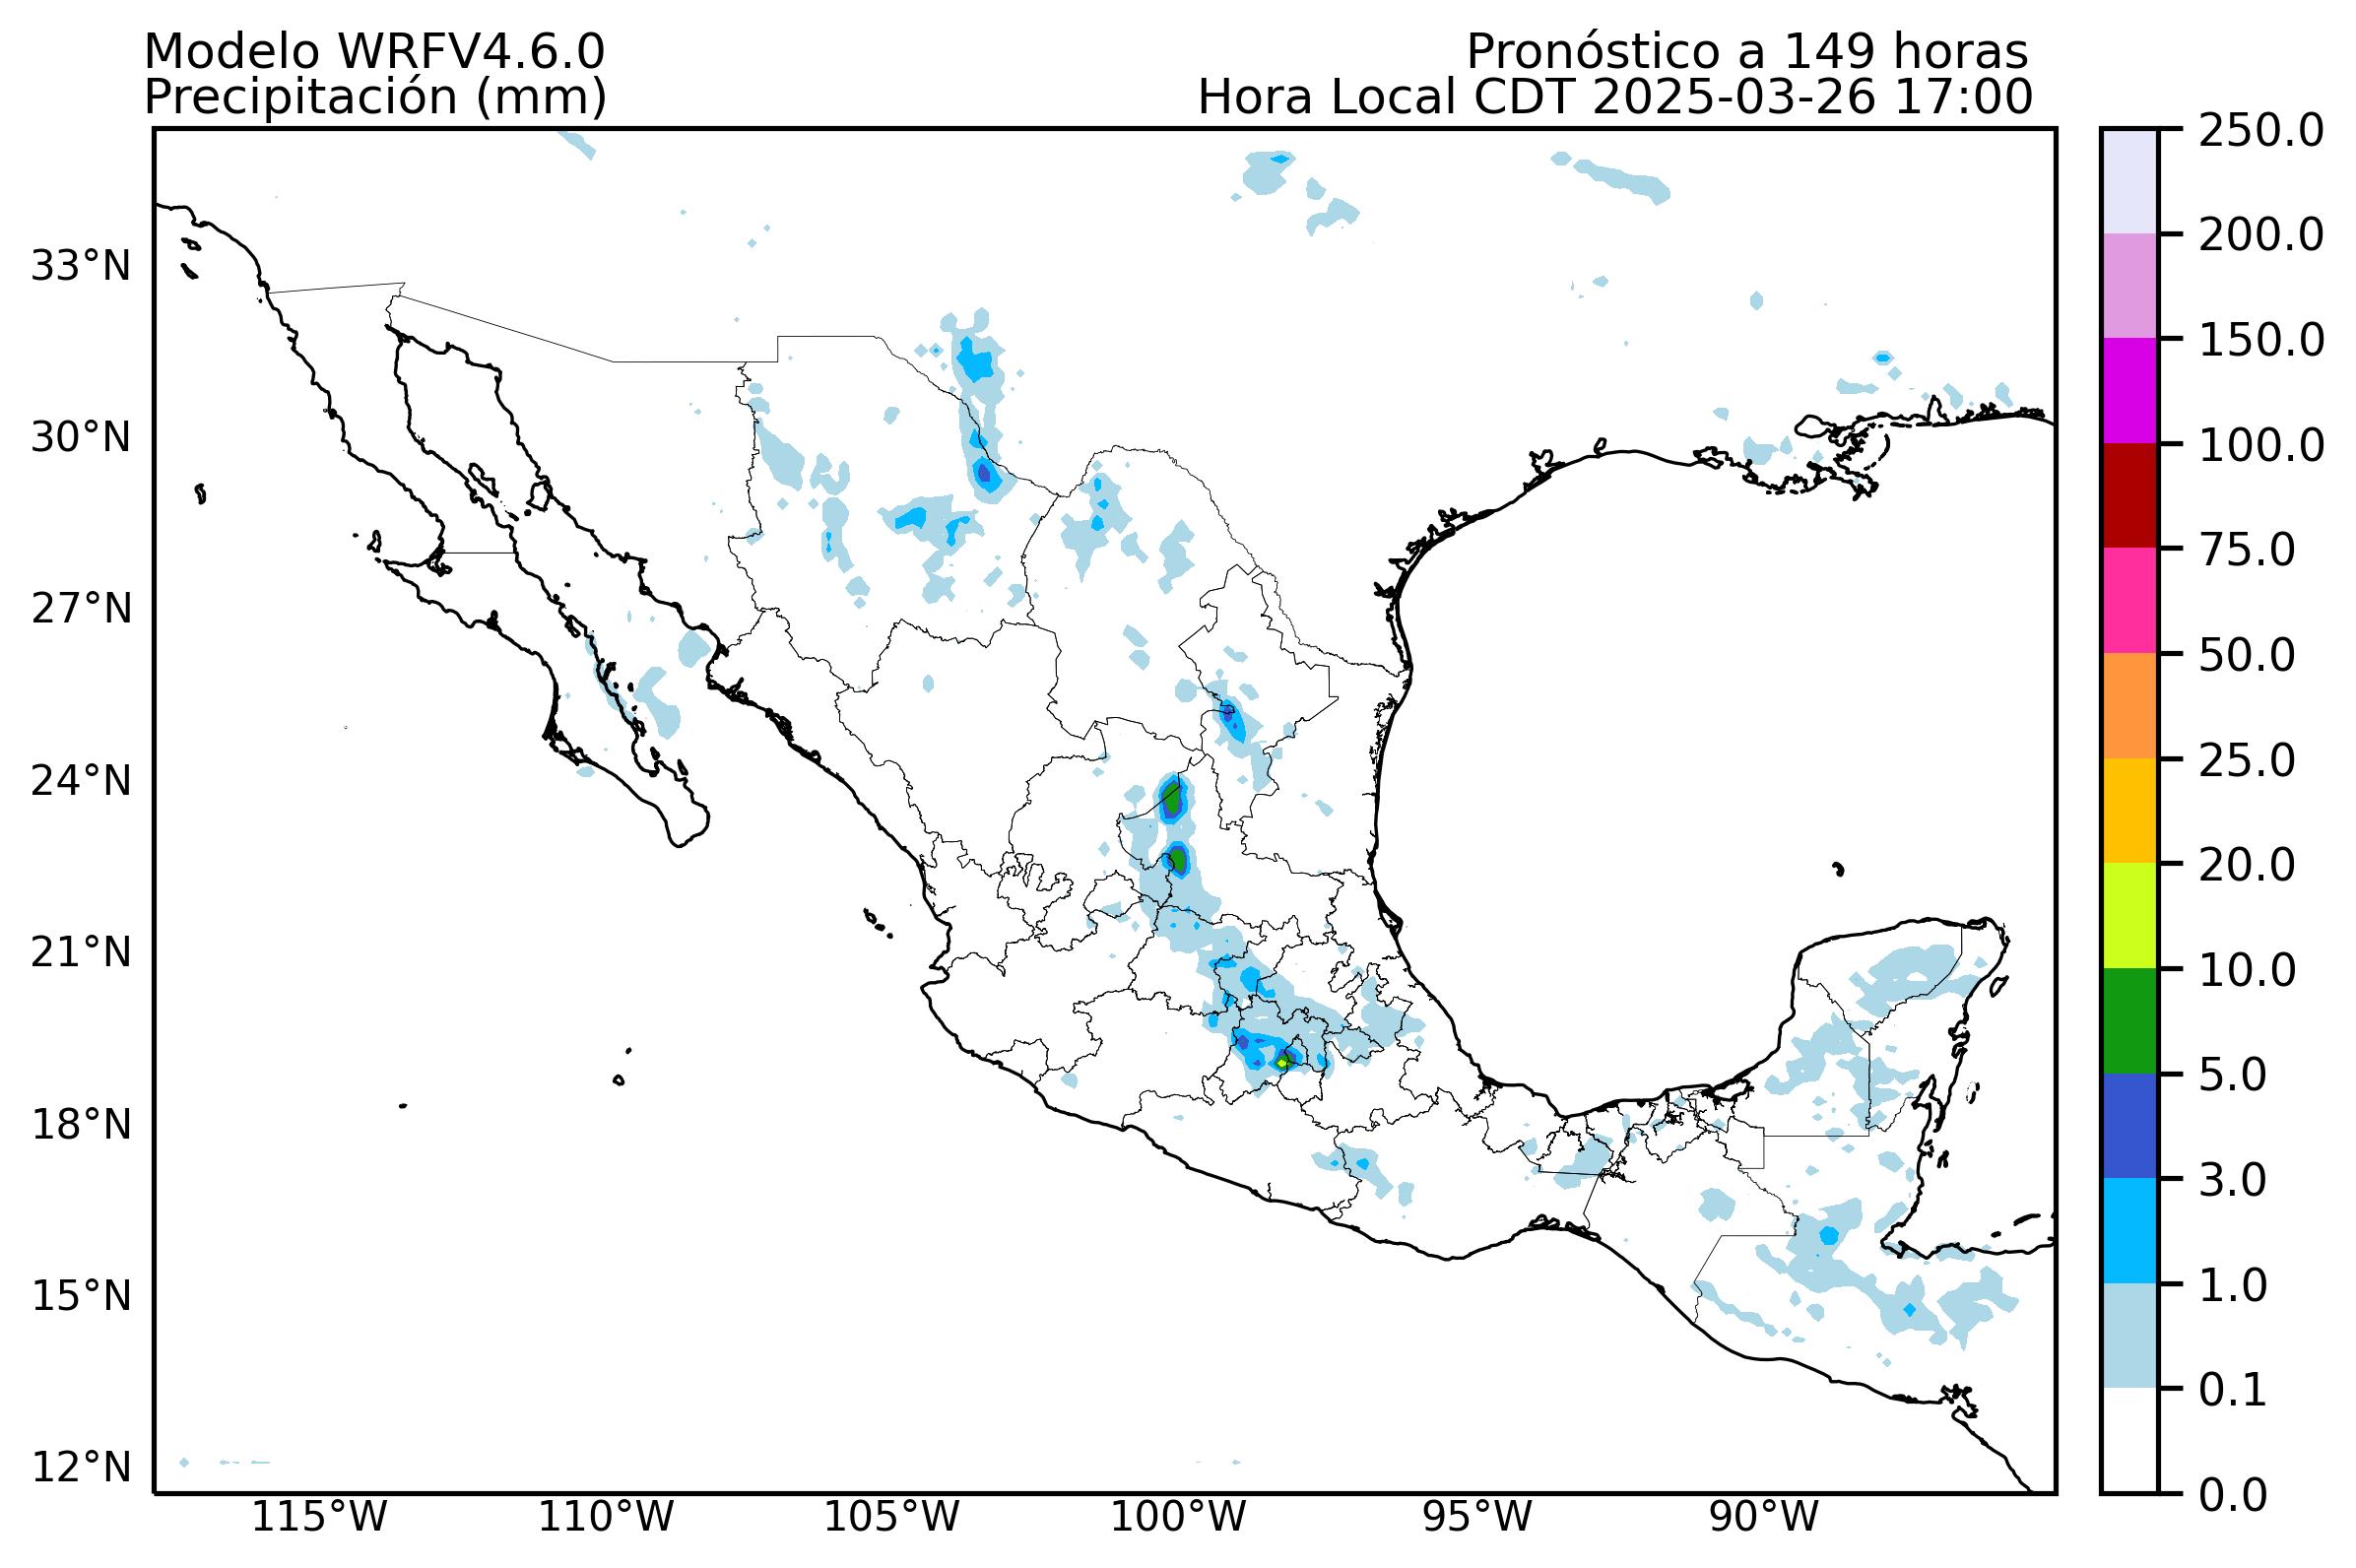 Modelo WRFV4.6.0
Pronóstico a 149 horas
Precipitación (mm)
Hora Local CDT 2025-03-26 17:00
33°N
30°N
27°N
24°N
21°N
18°N
15°N
12°N
115°W
110°W
105°W
100°W
95°W
90°W
250.0
200.0
150.0
100.0
75.0
50.0
25.0
20.0
10.0
5.0
3.0
1.0
0.1
0.0